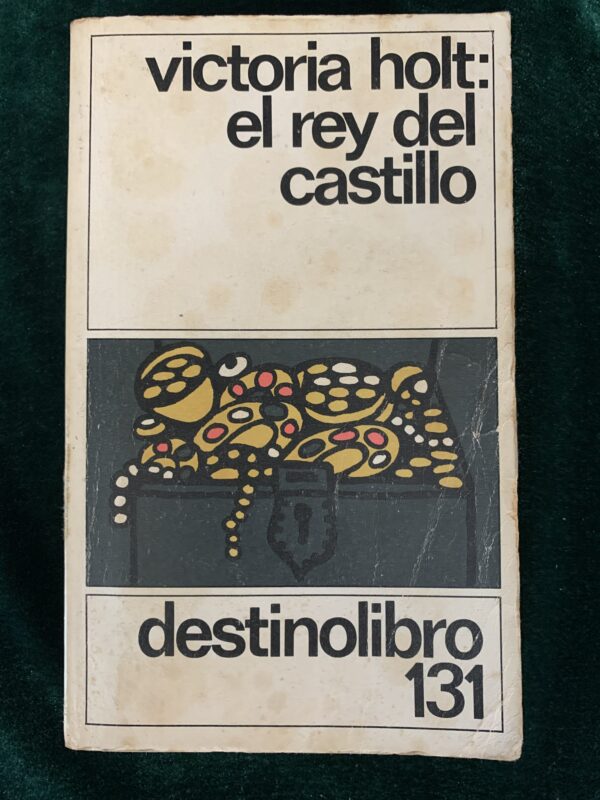 victoria holt:
el rey del
castillo
destinolibro
131